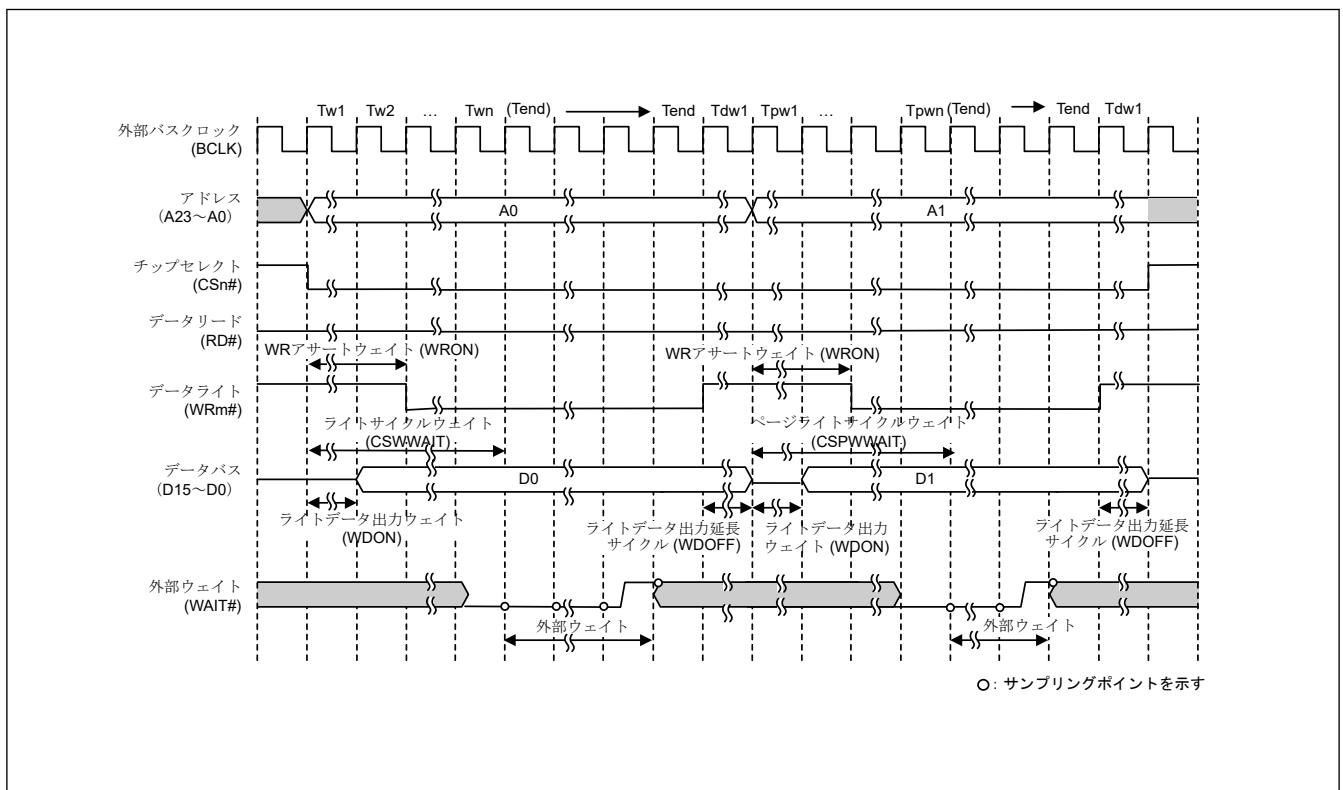 Tw1 Tw2 … Twn (Tend) Tend Tdw1 Tpw1 … Tpwn (Tend) Tend Tdw1
外部バスクロック
(BCLK)
アドレス
（A23～A0）
A0 A1
チップセレクト
(CSn#)
データリード
(RD#)
WRアサートウェイト (WRON) WRアサートウェイト (WRON)
データライト
(WRm#)
ライトサイクルウェイト
(CSWWAIT)
ページライトサイクルウェイト
(CSPWWAIT)
データバス
（D15～D0）
D0 D1
ライトデータ出力ウェイト
(WDON)
ライトデータ出力延長
サイクル (WDOFF)
ライトデータ出力
ウェイト (WDON)
ライトデータ出力延長
サイクル (WDOFF)
外部ウェイト
(WAIT#)
外部ウェイト 外部ウェイト
○: サンプリングポイントを示す